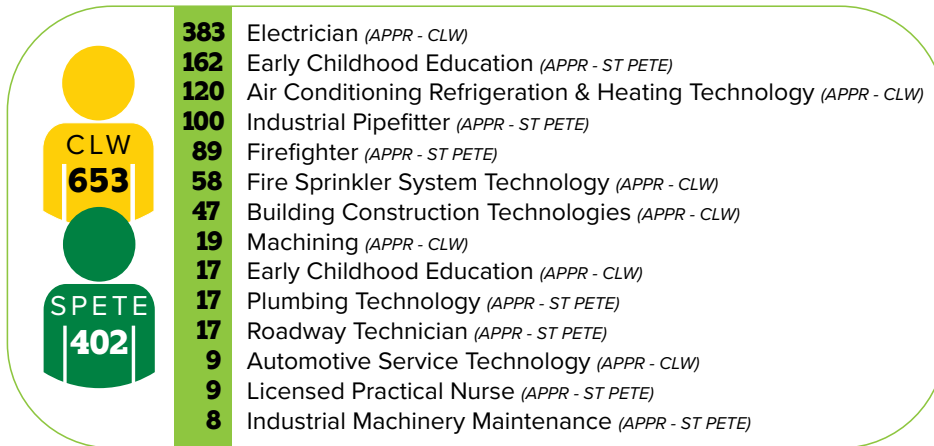 CLW
653
SPETE
402
383 Electrician (APPR - CLW)
162 Early Childhood Education (APPR - ST PETE)
120 Air Conditioning Refrigeration & Heating Technology (APPR - CLW)
100 Industrial Pipefitter (APPR - ST PETE)
89 Firefighter (APPR - ST PETE)
58 Fire Sprinkler System Technology (APPR - CLW)
47 Building Construction Technologies (APPR - CLW)
19 Machining (APPR - CLW)
17 Early Childhood Education (APPR - CLW)
17 Plumbing Technology (APPR - ST PETE)
17 Roadway Technician (APPR - ST PETE)
9 Automotive Service Technology (APPR - CLW)
9 Licensed Practical Nurse (APPR - ST PETE)
8 Industrial Machinery Maintenance (APPR - ST PETE)